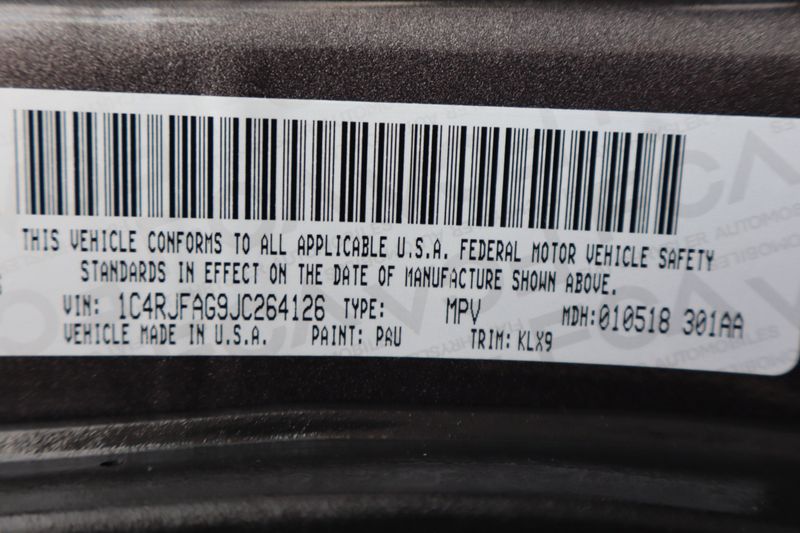 THIS VEHICLE CONFORMS TO ALL APPLICABLE U.S.A. FEDERAL MOTOR VEHICLE SAFETY
STANDARDS IN EFFECT ON THE DATE OF MANUFACTURE SHOWN ABOVE.
VIN: 1C4RJFAG9JC264126 TYPE: MPV MDH: 010518 301AA
VEHICLE MADE IN U.S.A. PAINT: PAU TRIM: KLX9